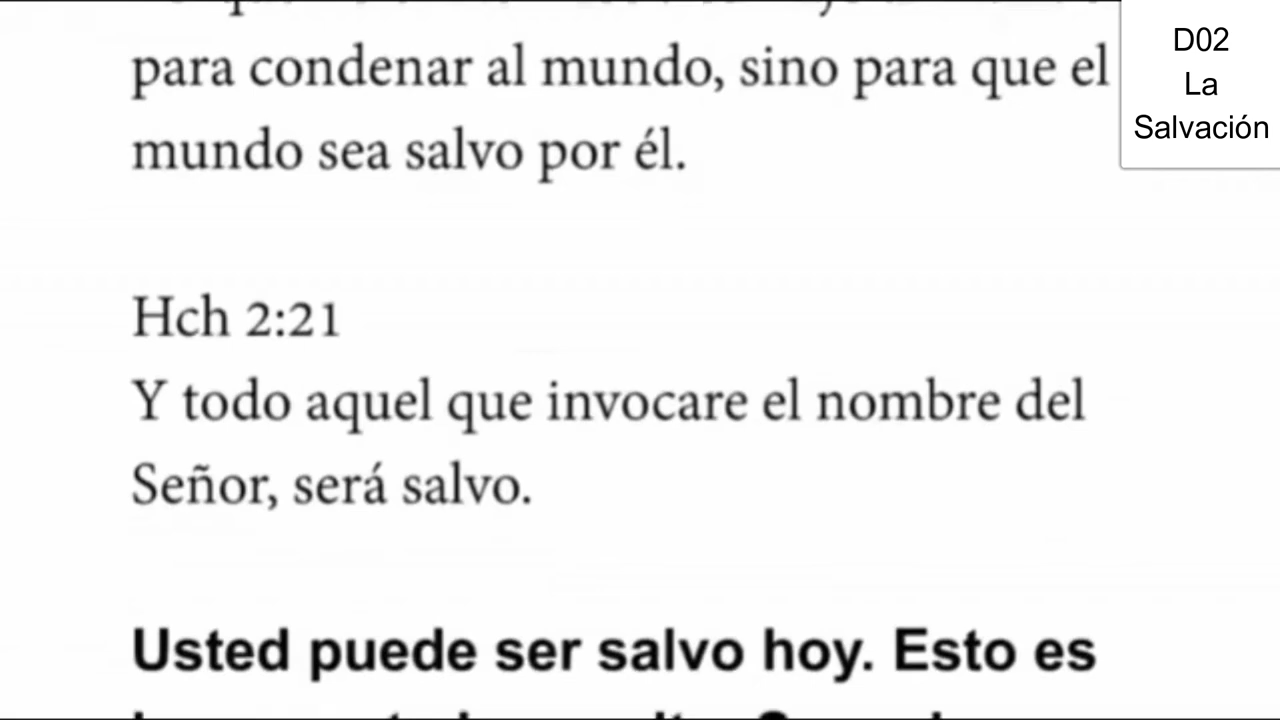 para condenar al mundo, sino para que el
mundo sea salvo por él.
Hch 2:21
Y todo aquel que invocare el nombre del
Señor, será salvo.
Usted puede ser salvo hoy. Esto es
D02
La
Salvación